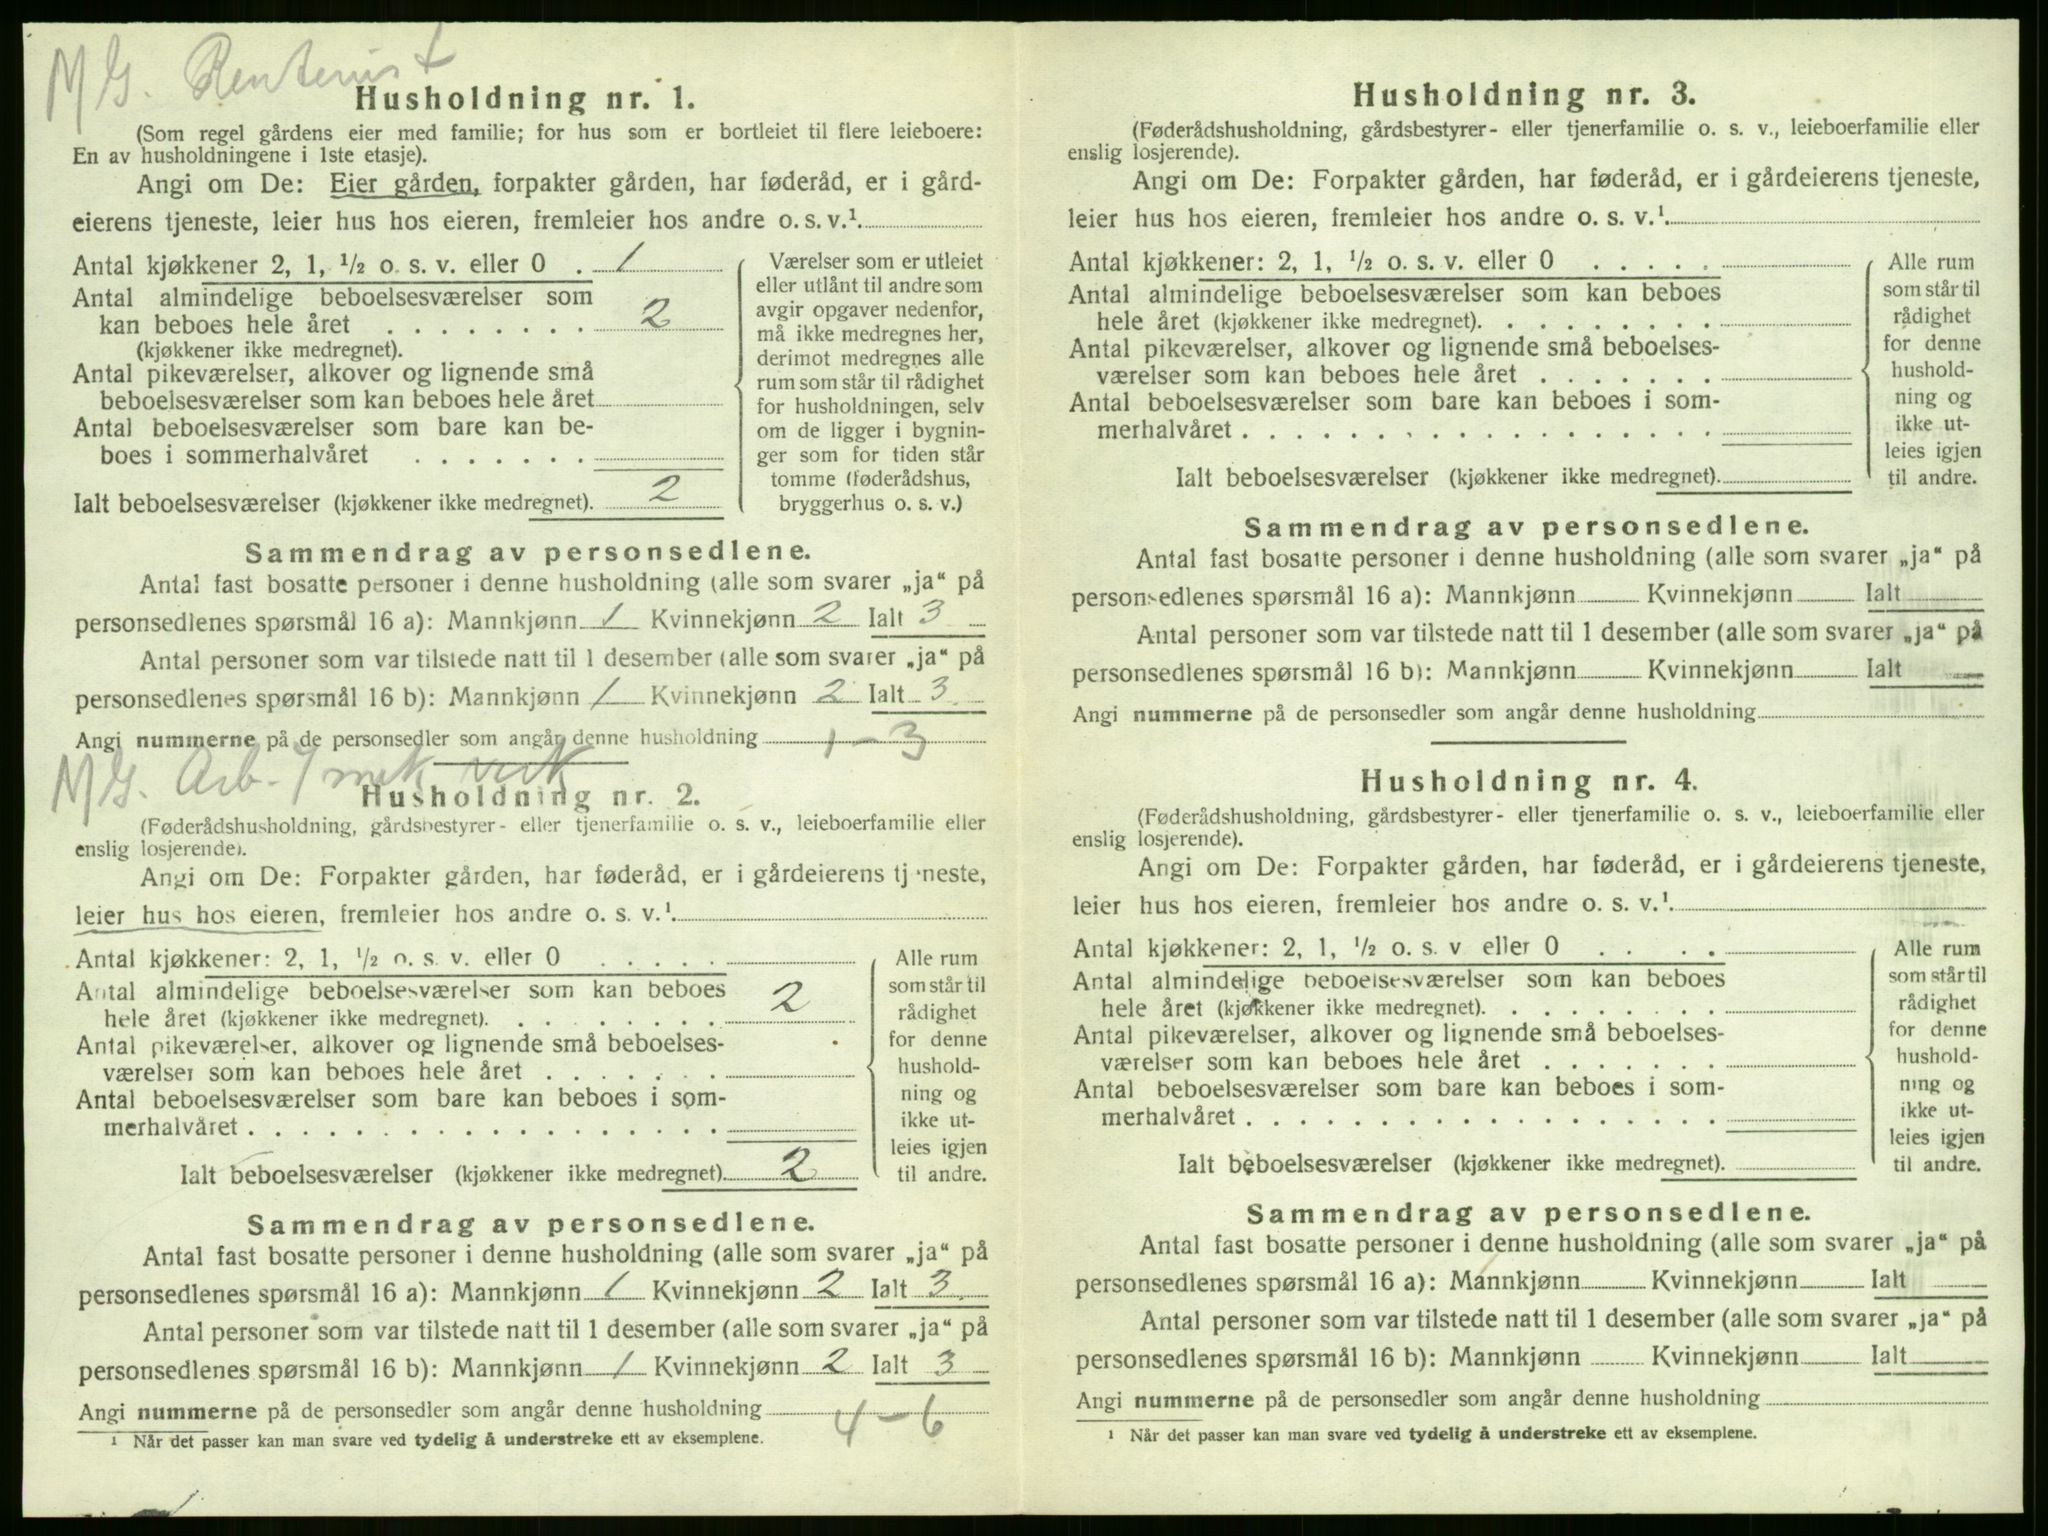 M G. Rentenist
Husholdning nr. 1.
(Som regel gårdens eier med familie; for hus som er bortleiet til flere leieboere:
En av husholdningene i 1ste etasje).
Angi om De: Eier gården, forpakter gården, har føderåd, er i gård-
eierens tjeneste, leier hus hos eieren, fremleier hos andre o. s. v.¹
Antal kjøkkener 2, 1, ½ o. s. v. eller 0 . 1
Antal almindelige beboelsesværelser som
kan beboes hele året . . . . . . . . 2
(kjøkkener ikke medregnet).
Antal pikeværelser, alkover og lignende små
beboelsesværelser som kan beboes hele året
Antal beboelsesværelser som bare kan be-
boes i sommerhalvåret . . . . . . .
Ialt beboelsesværelser (kjøkkener ikke medregnet). 2
Værelser som er utleiet
eller utlånt til andre som
avgir opgaver nedenfor,
må ikke medregnes her,
derimot medregnes alle
rum som står til rådighet
for husholdningen, selv
om de ligger i bygnin-
ger som for tiden står
tomme (føderådshus,
bryggerhus o. s. v.)
Sammendrag av personsedlene.
Antal fast bosatte personer i denne husholdning (alle som svarer „ja“ på
personsedlenes spørsmål 16 a): Mannkjønn 1 Kvinnekjønn 2 Ialt 3
Antal personer som var tilstede natt til 1 desember (alle som svarer „ja“ på
personsedlenes spørsmål 16 b): Mannkjønn 1 Kvinnekjønn 2 Ialt 3
Angi nummerne på de personsedler som angår denne husholdning 1 - 3
M G. Arb. mek verk
Husholdning nr. 2.
(Føderådshusholdning, gårdsbestyrer- eller tjenerfamilie o. s. v., leieboerfamilie eller
enslig losjerende).
Angi om De: Forpakter gården, har føderåd, er i gårdeierens tjeneste,
leier hus hos eieren, fremleier hos andre o. s. v.¹
Antal kjøkkener: 2, 1, ½ o. s. v. eller 0 . . . . .
Antal almindelige beboelsesværelser som kan beboes
hele året (kjøkkener ikke medregnet). . . . . . . . . 2
Antal pikeværelser, alkover og lignende små beboelses-
værelser som kan beboes hele året . . . . . . .
Antal beboelsesværelser som bare kan beboes i som-
merhalvåret . . . . . . . . . . . . . . . . . .
Ialt beboelsesværelser (kjøkkener ikke medregnet). 2
Alle rum
som står til
rådighet
for denne
hushold-
ning og
ikke ut-
leies igjen
til andre.
Sammendrag av personsedlene.
Antal fast bosatte personer i denne husholdning (alle som svarer „ja“ på
personsedlenes spørsmål 16 a): Mannkjønn 1 Kvinnekjønn 2 Ialt 3
Antal personer som var tilstede natt til 1 desember (alle som svarer „ja“ på
personsedlenes spørsmål 16 b): Mannkjønn 1 Kvinnekjønn 2 Ialt 3
Angi nummerne på de personsedler som angår denne husholdning 4 - 6
¹ Når det passer kan man svare ved tydelig å understreke ett av eksemplene.
Husholdning nr. 3.
(Føderådshusholdning, gårdsbestyrer- eller tjenerfamilie o. s. v., leieboerfamilie eller
enslig losjerende).
Angi om De: Forpakter gården, har føderåd, er i gårdeierens tjeneste,
leier hus hos eieren, fremleier hos andre o. s. v.¹
Antal kjøkkener: 2, 1, ½ o. s. v. eller 0 . . . . .
Antal almindelige beboelsesværelser som kan beboes
hele året (kjøkkener ikke medregnet). . . . . . . . .
Antal pikeværelser, alkover og lignende små beboelses-
værelser som kan beboes hele året . . . . . . .
Antal beboelsesværelser som bare kan beboes i som-
merhalvåret . . . . . . . . . . . . . . . . . .
Ialt beboelsesværelser (kjøkkener ikke medregnet).
Alle rum
som står til
rådighet
for denne
hushold-
ning og
ikke ut-
leies igjen
til andre.
Sammendrag av personsedlene.
Antal fast bosatte personer i denne husholdning (alle som svarer „ja“ på
personsedlenes spørsmål 16 a): Mannkjønn Kvinnekjønn Ialt
Antal personer som var tilstede natt til 1 desember (alle som svarer „ja“ på
personsedlenes spørsmål 16 b): Mannkjønn Kvinnekjønn Ialt
Angi nummerne på de personsedler som angår denne husholdning
Husholdning nr. 4.
(Føderådshusholdning, gårdsbestyrer- eller tjenerfamilie o. s. v., leieboerfamilie eller
enslig losjerende).
Angi om De: Forpakter gården, har føderåd, er i gårdeierens tjeneste,
leier hus hos eieren, fremleier hos andre o. s. v.¹
Antal kjøkkener: 2, 1, ½ o. s. v eller 0 . . . . .
Antal almindelige beboelsesværelser som kan beboes
hele året (kjøkkener ikke medregnet). . . . . . . . .
Antal pikeværelser, alkover og lignende små beboelses-
værelser som kan beboes hele året . . . . . . .
Antal beboelsesværelser som bare kan beboes i som-
merhalvåret . . . . . . . . . . . . . . . . . .
Ialt beboelsesværelser (kjøkkener ikke medregnet).
Alle rum
som står til
rådighet
for denne
hushold-
ning og
ikke ut-
leies igjen
til andre.
Sammendrag av personsedlene.
Antal fast bosatte personer i denne husholdning (alle som svarer „ja“ på
personsedlenes spørsmål 16 a): Mannkjønn Kvinnekjønn Ialt
Antal personer som var tilstede natt til 1 desember (alle som svarer „ja“ på
personsedlenes spørsmål 16 b): Mannkjønn Kvinnekjønn Ialt
Angi nummerne på de personsedler som angår denne husholdning
¹ Når det passer kan man svare ved tydelig å understreke ett av eksemplene.